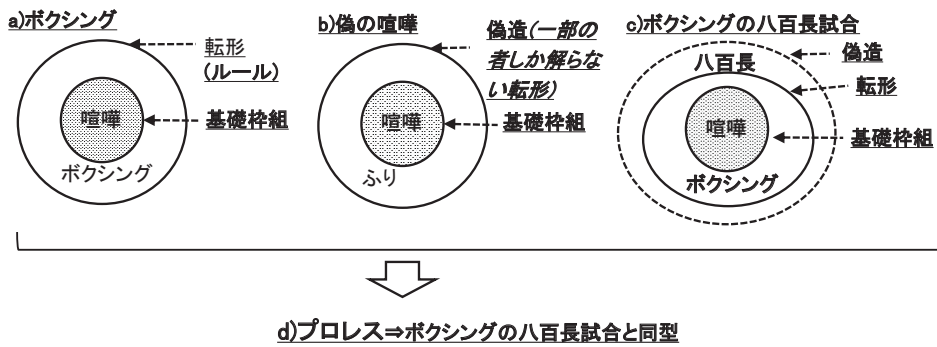 a)ボクシング
転形
(ルール)
喧嘩
基礎枠組
ボクシング
b)偽の喧嘩
偽造(一部の
者しか解らな
い転形)
喧嘩
基礎枠組
ふり
c)ボクシングの八百長試合
偽造
八百長
転形
喧嘩
基礎枠組
ボクシング
d)プロレス⇒ボクシングの八百長試合と同型